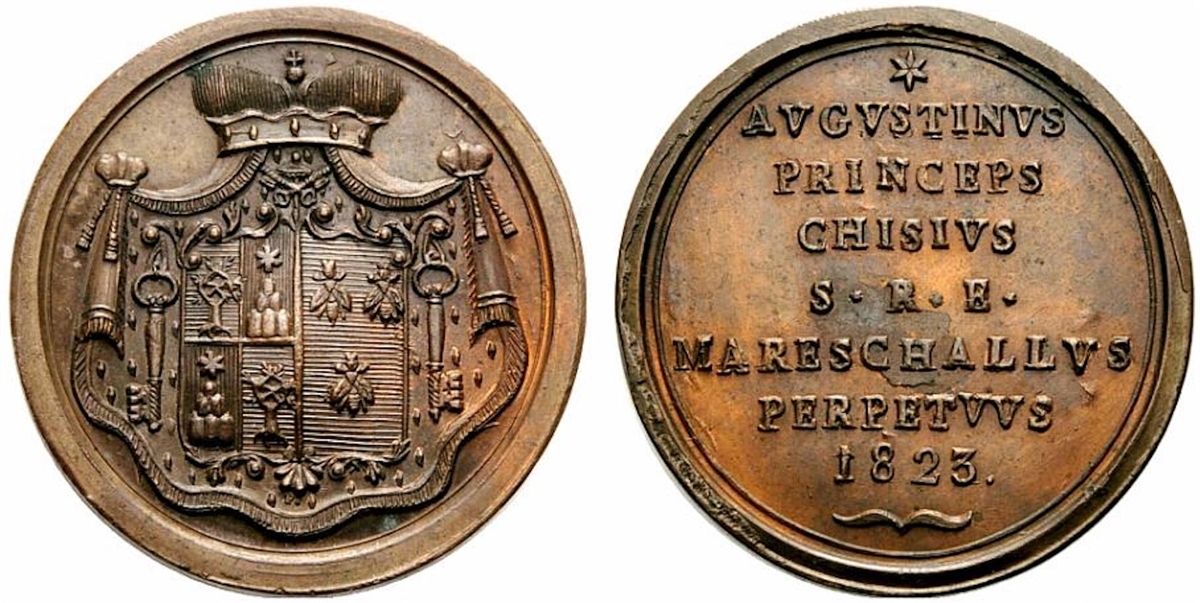 AVGVSTINVS
PRINCEPS
CHISIVS
S · R · E ·
MARESCHALLVS
PERPETVVS
1823.